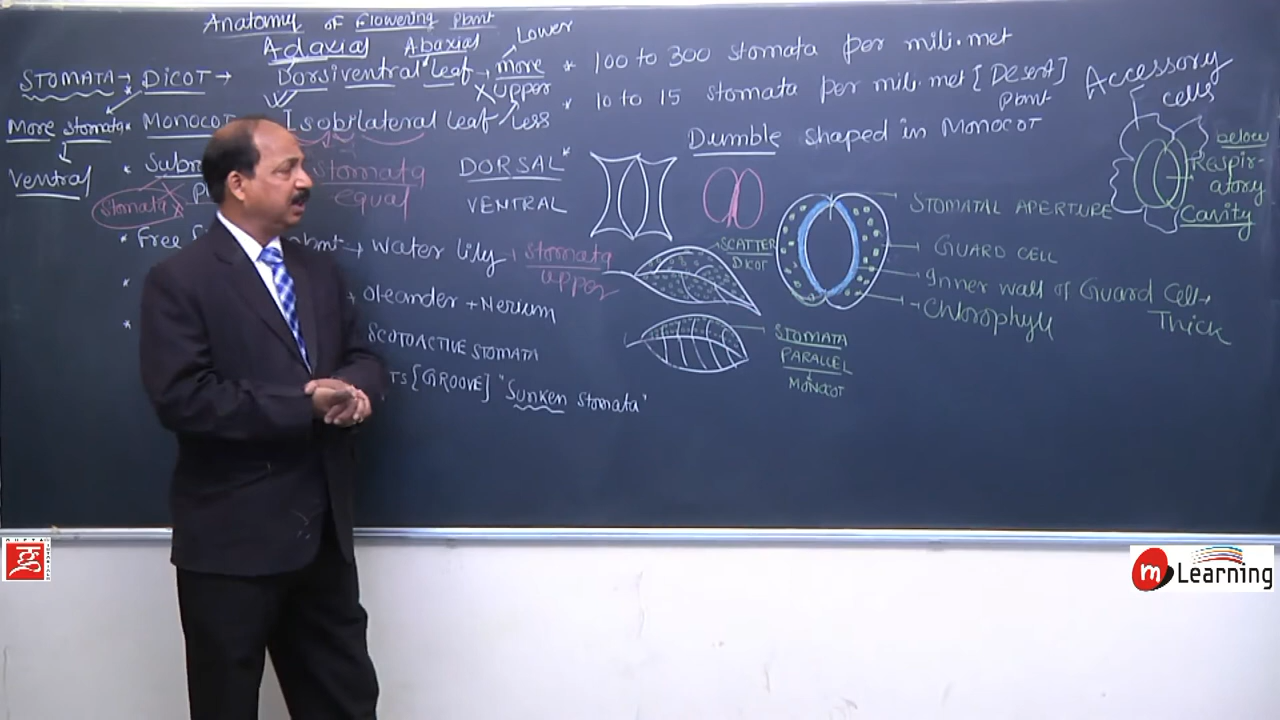 Anatomy of Flowering Plant
Adaxial Abaxial Lower
STOMATA → DICOT → Dorsiventral leaf → more
x upper
* 100 to 300 stomata per mili.met
More stomata * MONOCOT Isobilateral leaf less
* 10 to 15 stomata per mili.met [Desert]
Plant
Accessory
cells
Dumble shaped in MONOCOT
Ventral
stomata
equal
DORSAL *
VENTRAL
Stomata x
below
Respir-
atory
Cavity
STOMATAL APERTURE
* Free → water lily stomata
upper
SCATTER
DICOT
GUARD CELL
* + Oleander + Nerium
Inner wall of Guard Cell →
Thick
Chlorophyll
* SCOTOACTIVE STOMATA
STOMATA
PARALLEL
MONOCOT
TS [GROOVE] "Sunken Stomata"
m Learning